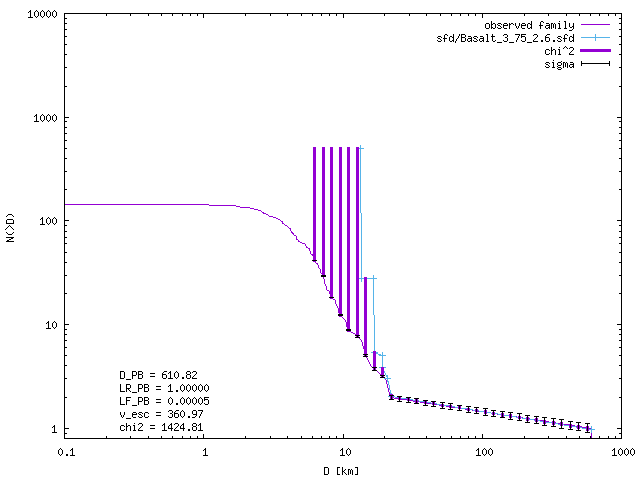 10000
1000
100
10
1
N(>D)
observed family
sfd/Basalt_3_75_2.6.sfd
chi^2
sigma
D_PB = 610.82
LR_PB = 1.00000
LF_PB = 0.00005
v_esc = 360.97
chi2 = 1424.81
0.1 1 10 100 1000
D [km]